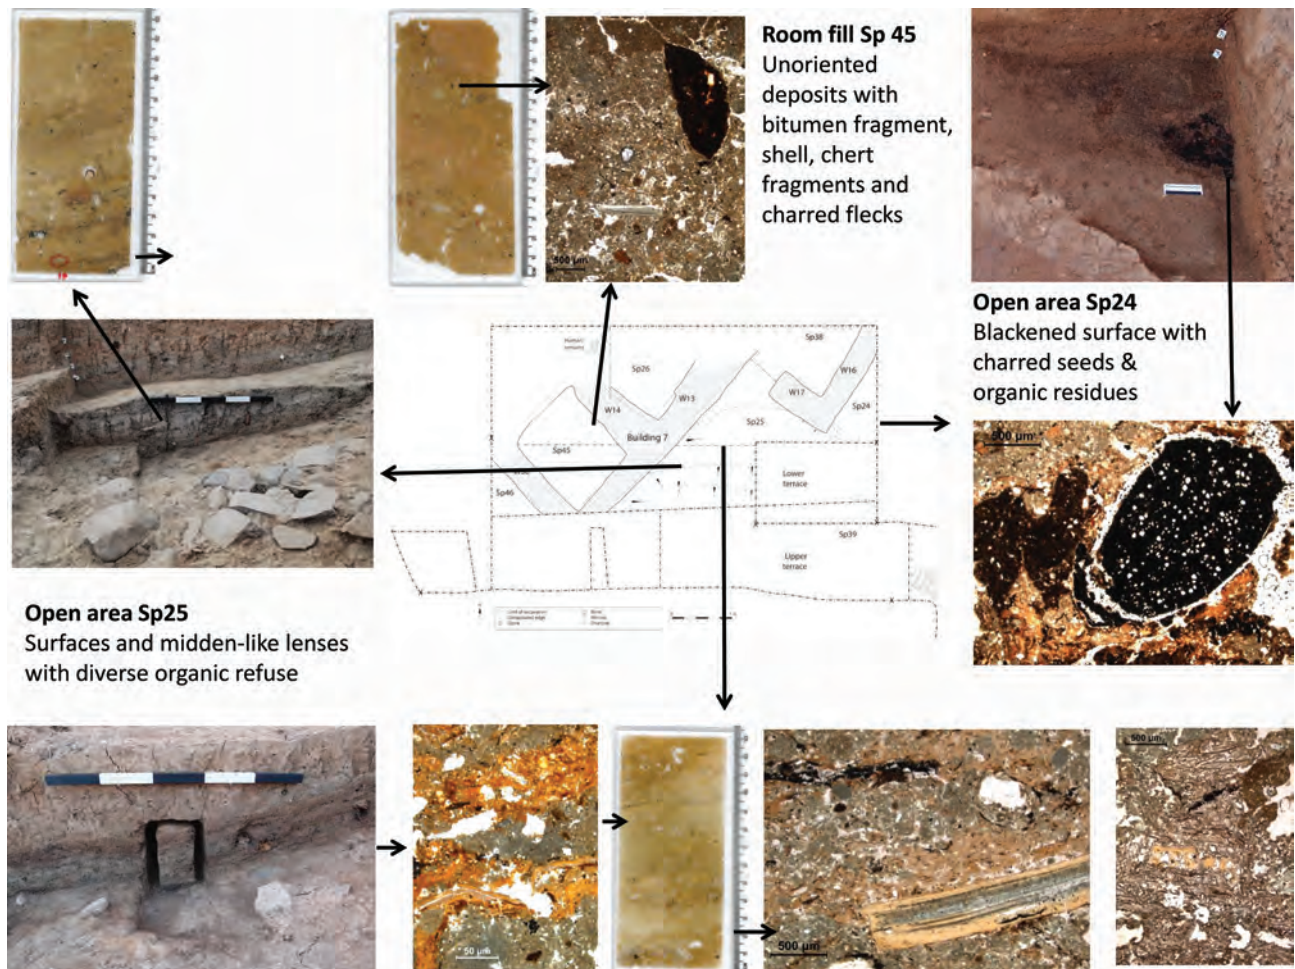 Room fill Sp 45
Unoriented
deposits with
bitumen fragment,
shell, chert
fragments and
charred flecks
500 µm
Open area Sp24
Blackened surface with
charred seeds &
organic residues
Sp38
Sp26
W16
W17
W14
W13
Sp24
Sp25
Building 7
Sp45
Sp46
Lower
terrace
Sp39
Upper
terrace
500 µm
Open area Sp25
Surfaces and midden-like lenses
with diverse organic refuse
50 µm
500 µm
500 µm